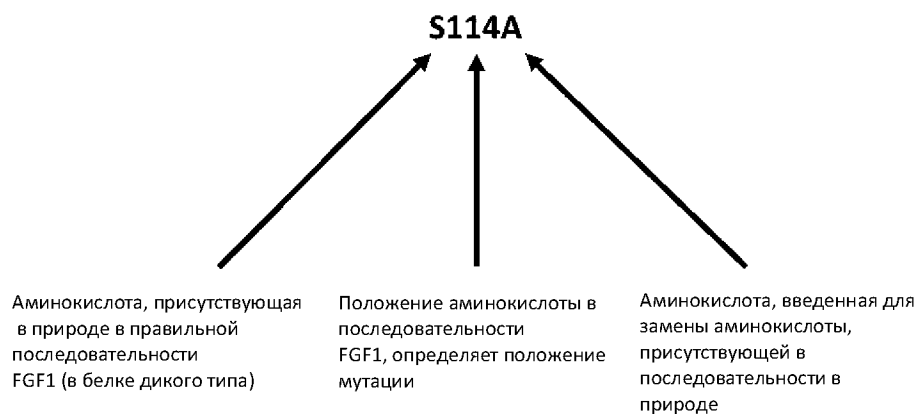 S114A
Аминокислота, присутствующая
в природе в правильной
последовательности
FGF1 (в белке дикого типа)
Положение аминокислоты в
последовательности
FGF1, определяет положение
мутации
Аминокислота, введенная для
замены аминокислоты,
присутствующей в
последовательности в
природе